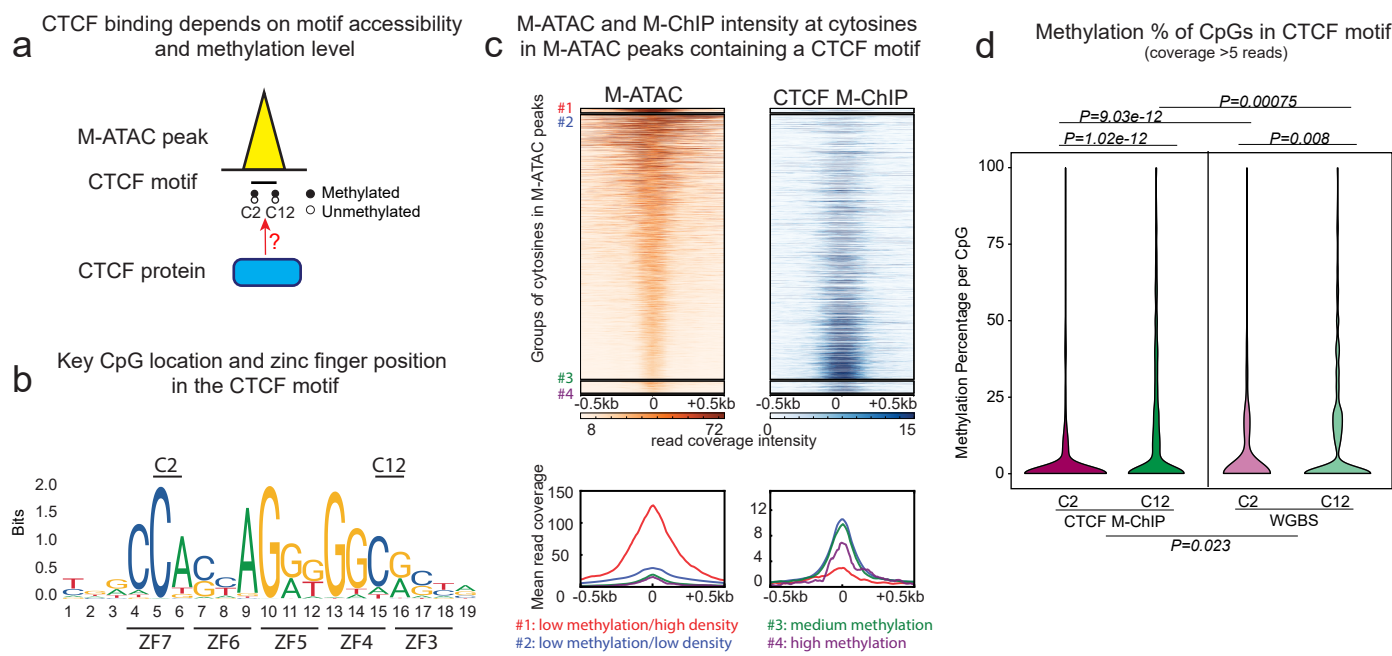 a
CTCF binding depends on motif accessibility
and methylation level
M-ATAC peak
CTCF motif
Methylated
Unmethylated
C2 C12
?
CTCF protein
b
Key CpG location and zinc finger position
in the CTCF motif
C2
C12
Bits
2.0
1.5
1.0
0.5
0.0
1 2 3 4 5 6 7 8 9 10 11 12 13 14 15 16 17 18 19
ZF7 ZF6 ZF5 ZF4 ZF3
c
M-ATAC and M-ChIP intensity at cytosines
in M-ATAC peaks containing a CTCF motif
M-ATAC
CTCF M-ChIP
Groups of cytosines in M-ATAC peaks
#1
#2
#3
#4
-0.5kb 0 +0.5kb
-0.5kb 0 +0.5kb
8 72
0 15
read coverage intensity
Mean read coverage
150
100
50
0
-0.5kb 0 +0.5kb
12
8
4
0
-0.5kb 0 +0.5kb
#1: low methylation/high density
#2: low methylation/low density
#3: medium methylation
#4: high methylation
d
Methylation % of CpGs in CTCF motif
(coverage >5 reads)
P=0.00075
P=9.03e-12
P=1.02e-12
P=0.008
Methylation Percentage per CpG
100
75
50
25
0
C2 C12 C2 C12
CTCF M-ChIP WGBS
P=0.023